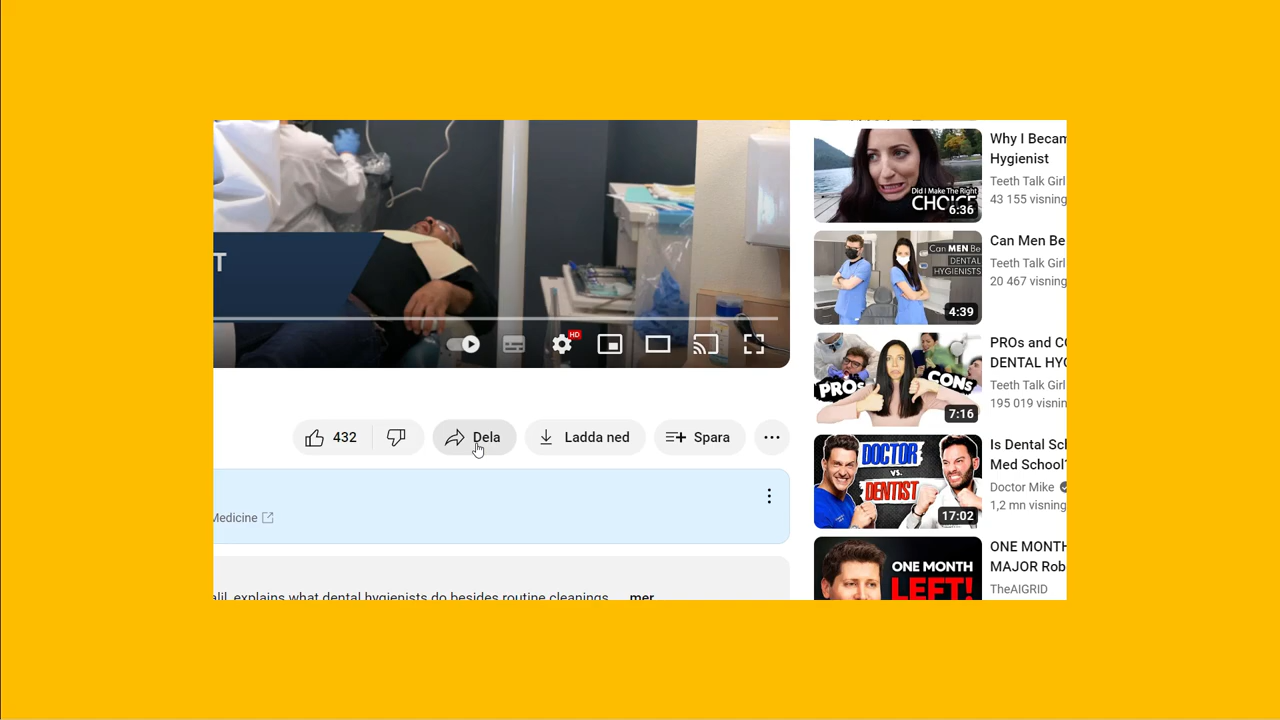 T
HD
432
Dela
Ladda ned
Spara
Medicine
explains what dental hygienists do besides routine cleanings
mer
Did I Make The Right
CHOICE
6:36
Why I Becam
Hygienist
Teeth Talk Girl
43 155 visning
Can MEN Be
DENTAL
HYGIENISTS
4:39
Can Men Be
Teeth Talk Girl
20 467 visning
PROs
CONs
7:16
PROs and CO
DENTAL HYG
Teeth Talk Girl
195 019 visnin
DOCTOR
VS.
DENTIST
17:02
Is Dental Sch
Med School?
Doctor Mike
1,2 mn visning
ONE MONTH
LEFT!
ONE MONTH
MAJOR Rob
TheAIGRID